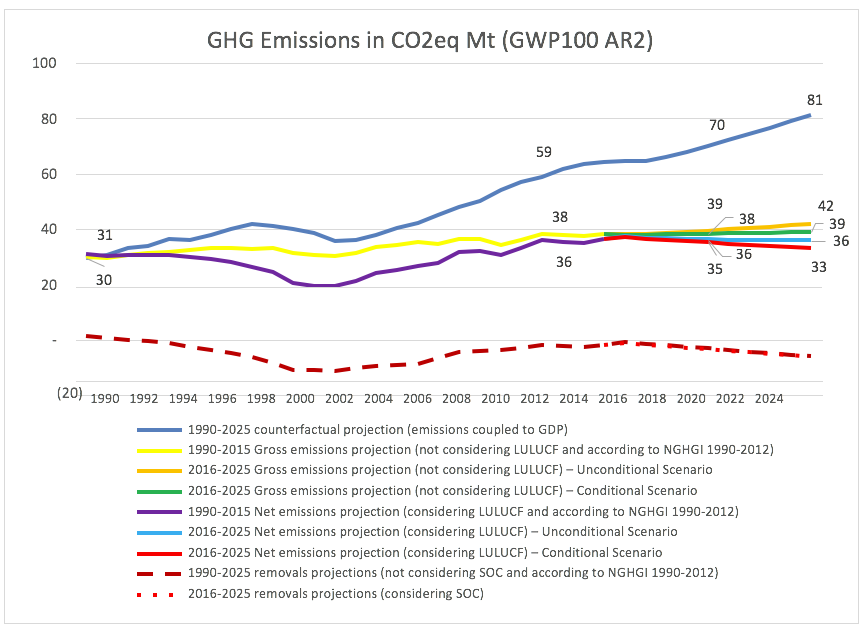 GHG Emissions in CO2eq Mt (GWP100 AR2)
100
81
80
70
59
60
42
39
38
38
39
31
40
36
36
36
35
33
30
20
-
(20)
1990 1992 1994 1996 1998 2000 2002 2004 2006 2008 2010 2012 2014 2016 2018 2020 2022 2024
1990-2025 counterfactual projection (emissions coupled to GDP)
1990-2015 Gross emissions projection (not considering LULUCF and according to NGHGI 1990-2012)
2016-2025 Gross emissions projection (not considering LULUCF) – Unconditional Scenario
2016-2025 Gross emissions projection (not considering LULUCF) – Conditional Scenario
1990-2015 Net emissions projection (considering LULUCF and according to NGHGI 1990-2012)
2016-2025 Net emissions projection (considering LULUCF) – Unconditional Scenario
2016-2025 Net emissions projection (considering LULUCF) – Conditional Scenario
1990-2025 removals projections (not considering SOC and according to NGHGI 1990-2012)
2016-2025 removals projections (considering SOC)